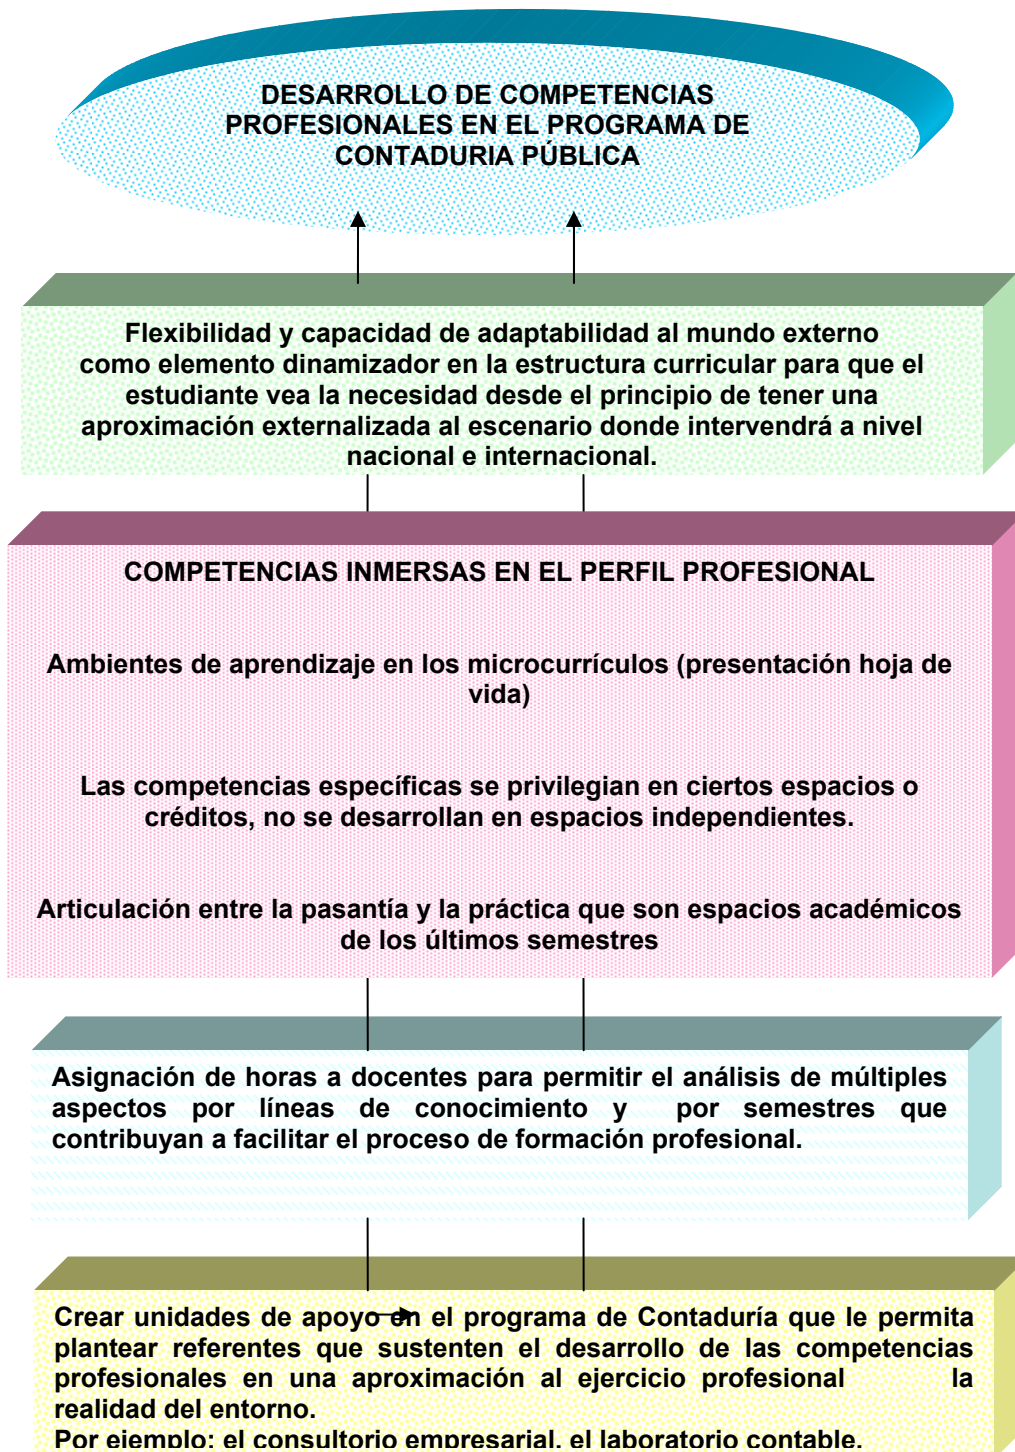 DESARROLLO DE COMPETENCIAS
PROFESIONALES EN EL PROGRAMA DE
CONTADURIA PÚBLICA
Flexibilidad y capacidad de adaptabilidad al mundo externo
como elemento dinamizador en la estructura curricular para que el
estudiante vea la necesidad desde el principio de tener una
aproximación externalizada al escenario donde intervendrá a nivel
nacional e internacional.
COMPETENCIAS INMERSAS EN EL PERFIL PROFESIONAL
Ambientes de aprendizaje en los microcurrículos (presentación hoja de
vida)
Las competencias específicas se privilegian en ciertos espacios o
créditos, no se desarrollan en espacios independientes.
Articulación entre la pasantía y la práctica que son espacios académicos
de los últimos semestres
Asignación de horas a docentes para permitir el análisis de múltiples
aspectos por líneas de conocimiento y por semestres que
contribuyan a facilitar el proceso de formación profesional.
Crear unidades de apoyo en el programa de Contaduría que le permita
plantear referentes que sustenten el desarrollo de las competencias
profesionales en una aproximación al ejercicio profesional la
realidad del entorno.
Por ejemplo: el consultorio empresarial, el laboratorio contable.